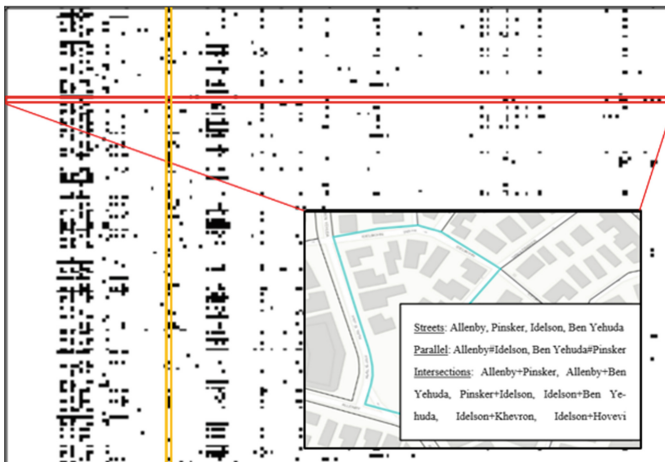 Streets: Allenby, Pinsker, Idelson, Ben Yehuda
Parallel: Allenby#Idelson, Ben Yehuda#Pinsker
Intersections: Allenby+Pinsker, Allenby+Ben
Yehuda, Pinsker+Idelson, Idelson+Ben Ye-
huda, Idelson+Khevron, Idelson+Hovevi